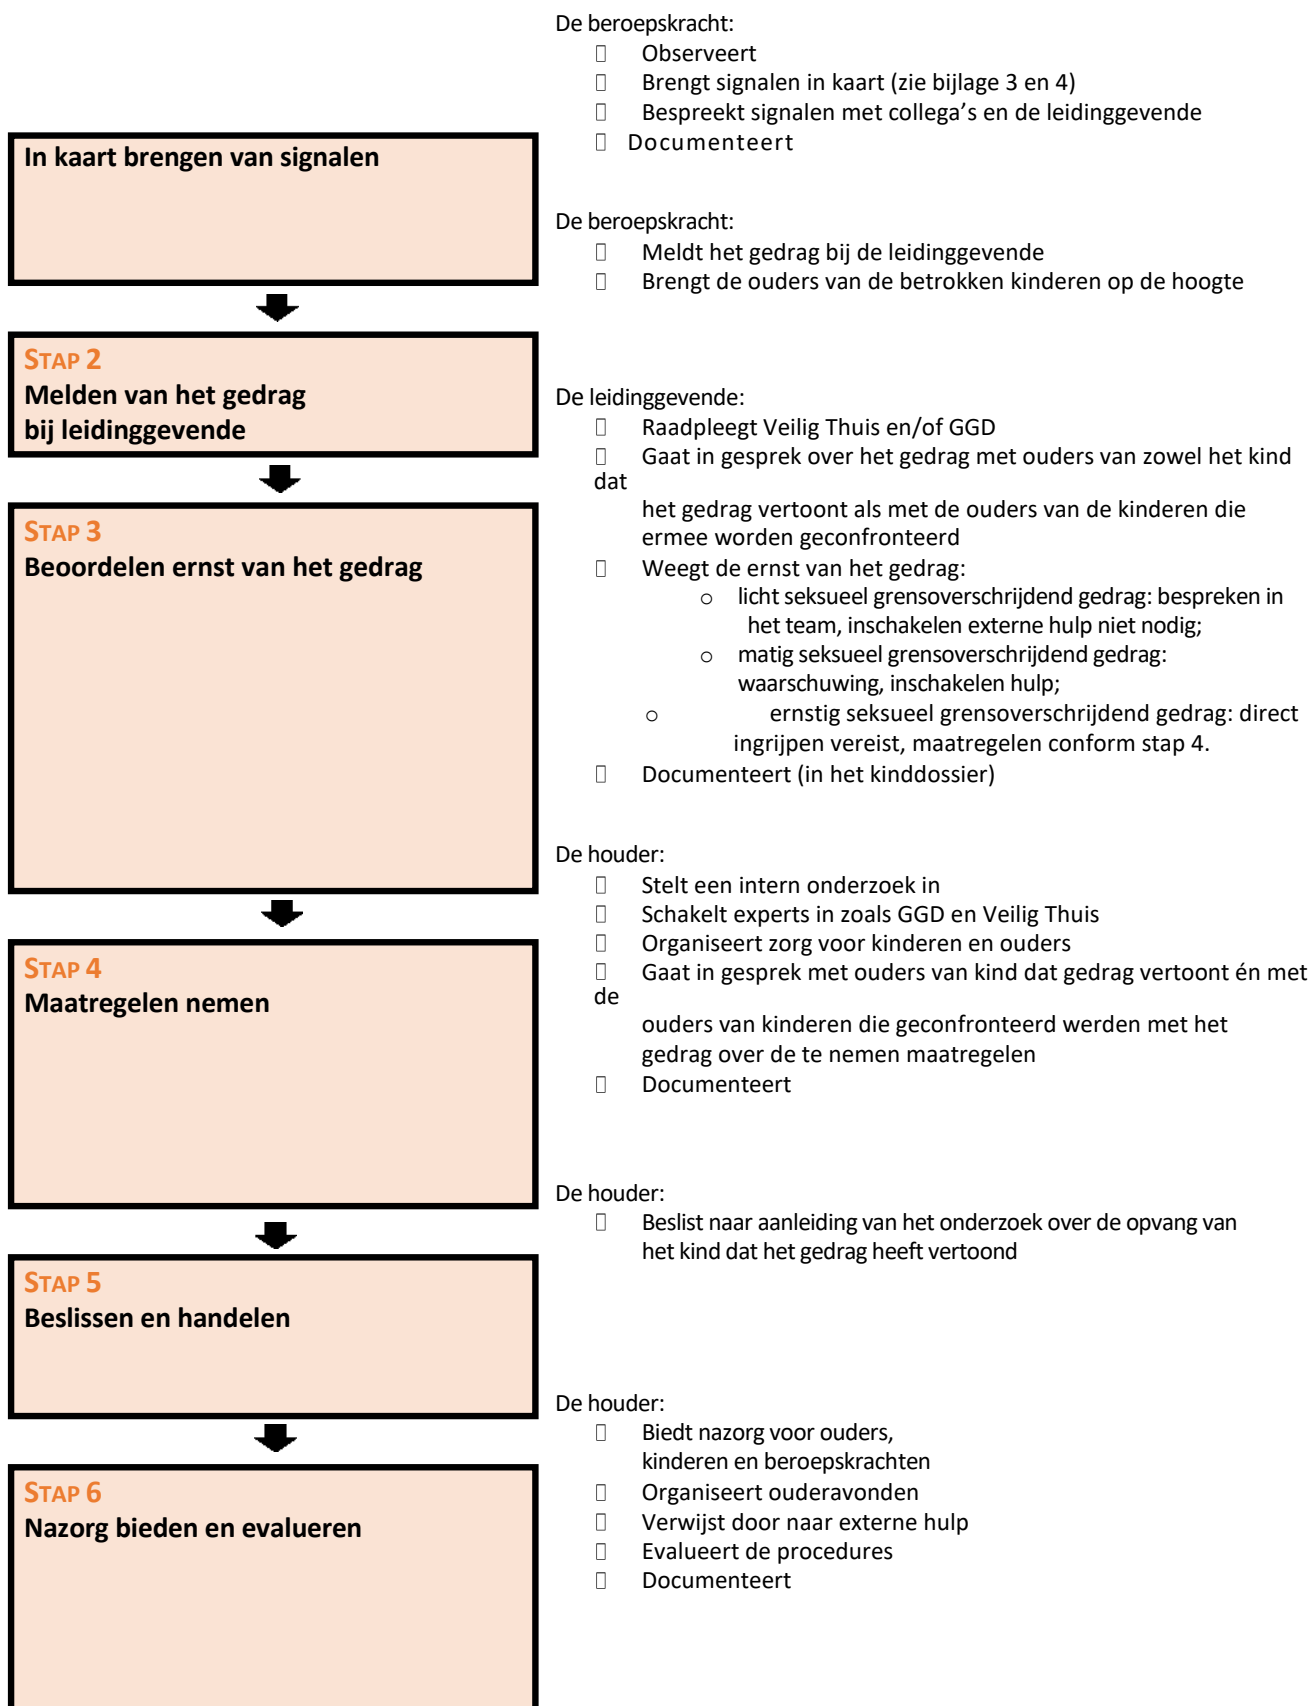 De beroepskracht:
Observeert
Brengt signalen in kaart (zie bijlage 3 en 4)
Bespreekt signalen met collega's en de leidinggevende
Documenteert
In kaart brengen van signalen
De beroepskracht:
Meldt het gedrag bij de leidinggevende
Brengt de ouders van de betrokken kinderen op de hoogte
STAP 2
Melden van het gedrag
bij leidinggevende
De leidinggevende:
Raadpleegt Veilig Thuis en/of GGD
Gaat in gesprek over het gedrag met ouders van zowel het kind
dat
het gedrag vertoont als met de ouders van de kinderen die
ermee worden geconfronteerd
Weegt de ernst van het gedrag:
o licht seksueel grensoverschrijdend gedrag: bespreken in
het team, inschakelen externe hulp niet nodig;
o matig seksueel grensoverschrijdend gedrag:
waarschuwing, inschakelen hulp;
o ernstig seksueel grensoverschrijdend gedrag: direct
ingrijpen vereist, maatregelen conform stap 4.
Documenteert (in het kinddossier)
STAP 3
Beoordelen ernst van het gedrag
De houder:
Stelt een intern onderzoek in
Schakelt experts in zoals GGD en Veilig Thuis
Organiseert zorg voor kinderen en ouders
Gaat in gesprek met ouders van kind dat gedrag vertoont én met
de
ouders van kinderen die geconfronteerd werden met het
gedrag over de te nemen maatregelen
Documenteert
STAP 4
Maatregelen nemen
De houder:
Beslist naar aanleiding van het onderzoek over de opvang van
het kind dat het gedrag heeft vertoond
STAP 5
Beslissen en handelen
De houder:
Biedt nazorg voor ouders,
kinderen en beroepskrachten
Organiseert ouderavonden
Verwijst door naar externe hulp
Evalueert de procedures
Documenteert
STAP 6
Nazorg bieden en evalueren